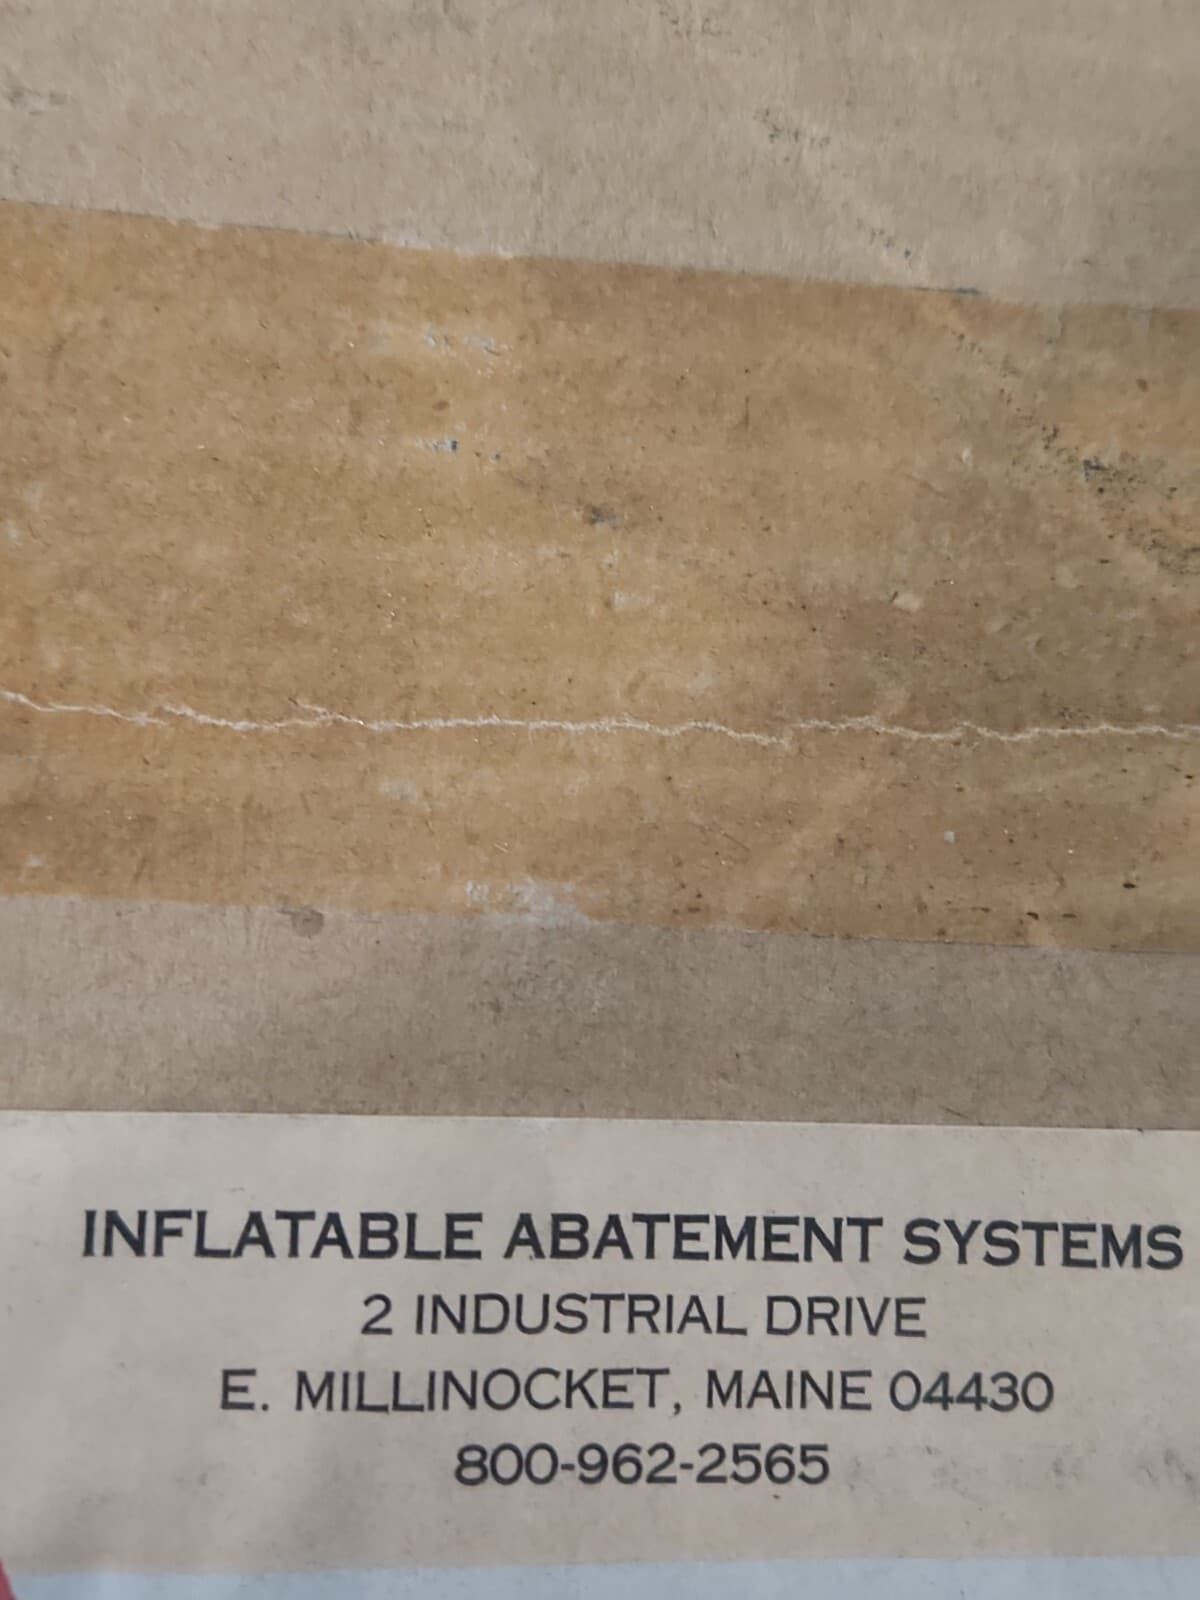 INFLATABLE ABATEMENT SYSTEMS
2 INDUSTRIAL DRIVE
E. MILLINOCKET, MAINE 04430
800-962-2565